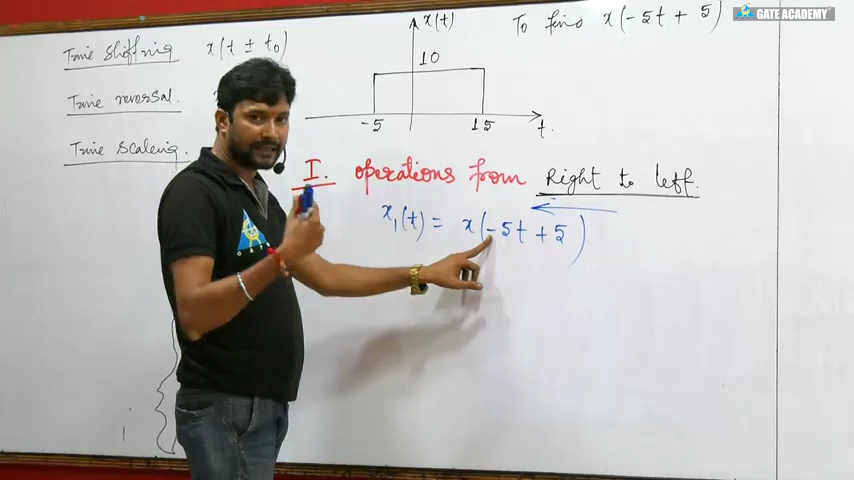 Time Shifting x(t ± t0)
x(t)
To find x(-5t + 5)
GATE ACADEMY
10
Time reversal.
-5 15 t.
Time scaling.
I. operations from Right to left.
x1(t) = x(-5t + 5)
GATE